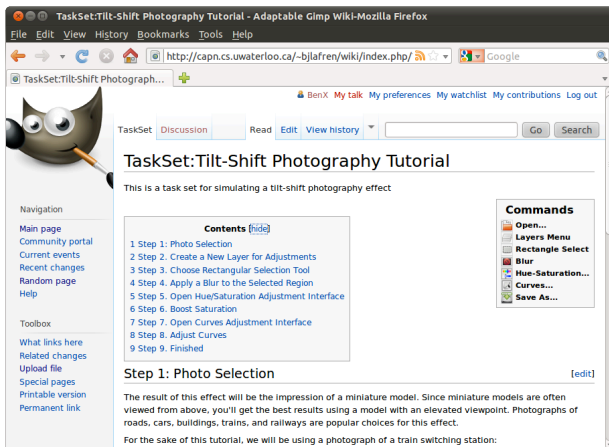 TaskSet:Tilt-Shift Photography Tutorial - Adaptable Gimp Wiki-Mozilla Firefox
File Edit View History Bookmarks Tools Help
http://capn.cs.uwaterloo.ca/~bjlafren/wiki/index.php/
Google
TaskSet:Tilt-Shift Photograph...
BenX My talk My preferences My watchlist My contributions Log out
TaskSet Discussion Read Edit View history Go Search
TaskSet:Tilt-Shift Photography Tutorial
This is a task set for simulating a tilt-shift photography effect
Navigation
Main page
Community portal
Current events
Recent changes
Random page
Help
Toolbox
What links here
Related changes
Upload file
Special pages
Printable version
Permanent link
Contents [hide]
1 Step 1: Photo Selection
2 Step 2. Create a New Layer for Adjustments
3 Step 3. Choose Rectangular Selection Tool
4 Step 4. Apply a Blur to the Selected Region
5 Step 5. Open Hue/Saturation Adjustment Interface
6 Step 6. Boost Saturation
7 Step 7. Open Curves Adjustment Interface
8 Step 8. Adjust Curves
9 Step 9. Finished
Commands
Open...
Layers Menu
Rectangle Select
Blur
Hue-Saturation...
Curves...
Save As...
Step 1: Photo Selection [edit]
The result of this effect will be the impression of a miniature model. Since miniature models are often
viewed from above, you'll get the best results using a model with an elevated viewpoint. Photographs of
roads, cars, buildings, trains, and railways are popular choices for this effect.
For the sake of this tutorial, we will be using a photograph of a train switching station: